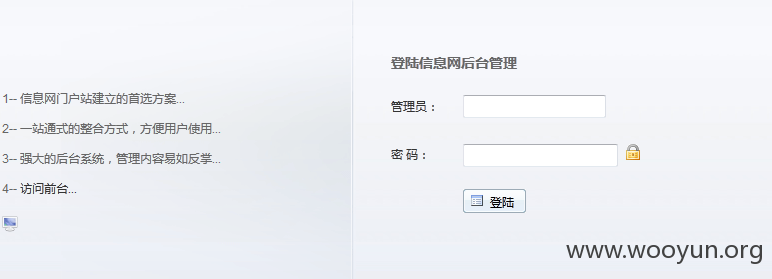 登陆信息网后台管理
1-- 信息网门户站建立的首选方案...
2-- 一站通式的整合方式，方便用户使用...
3-- 强大的后台系统，管理内容易如反掌...
4-- 访问前台...
管理员：
密 码：
登陆
www.wooyun.org